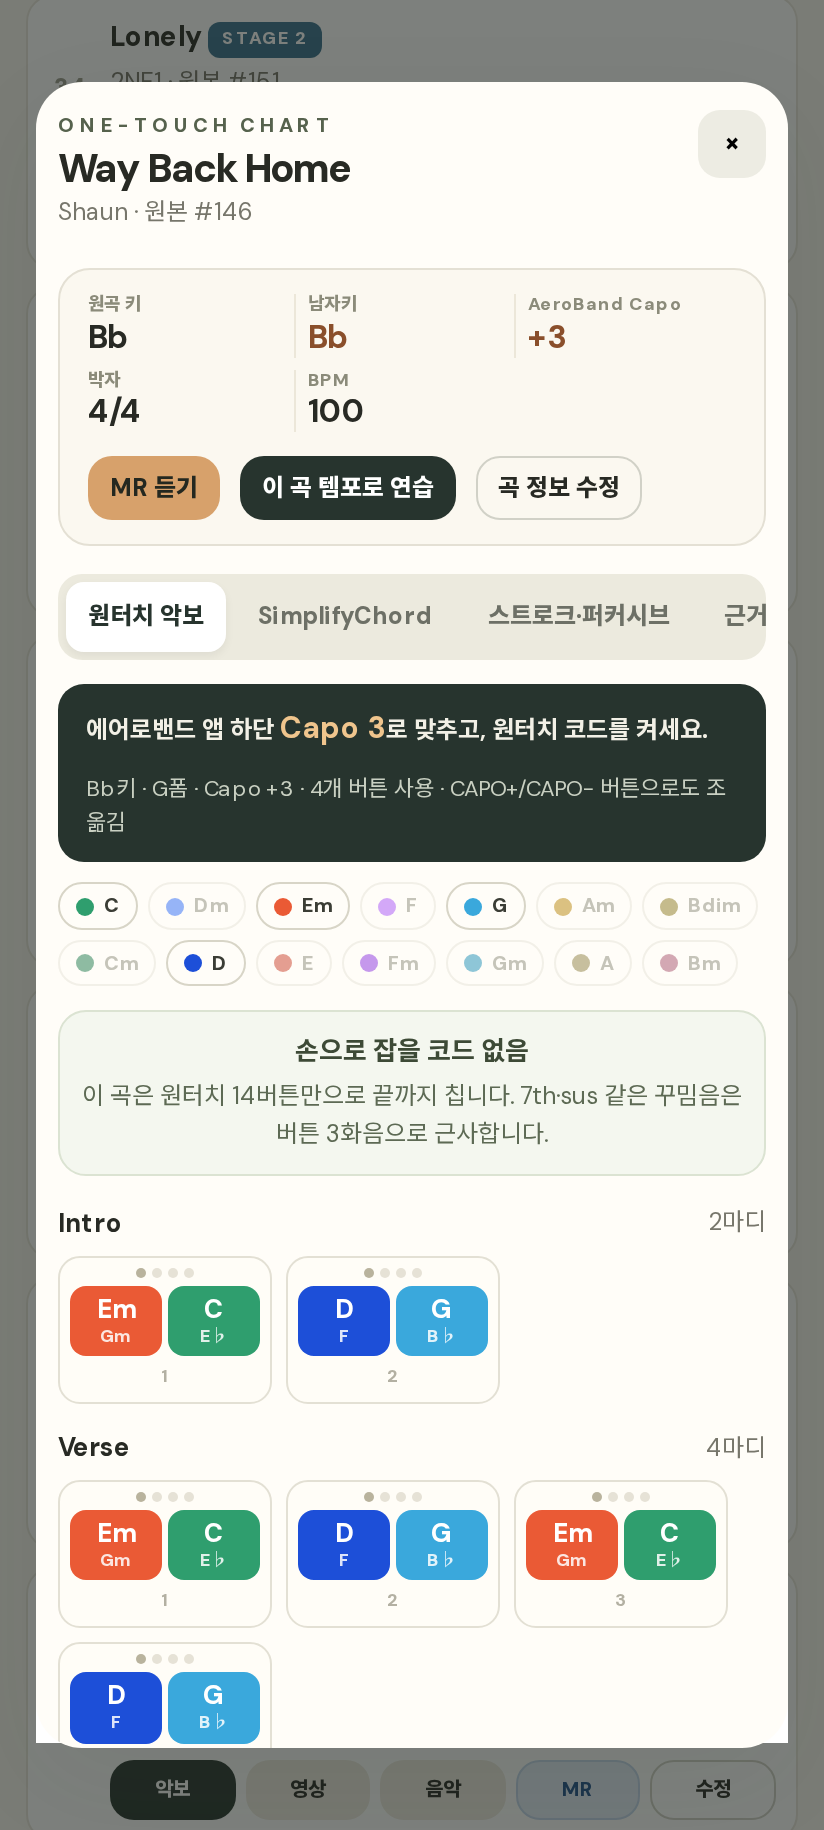 Lonely STAGE 2
2NE1 · 원본 #151
ONE-TOUCH CHART
×
Way Back Home
Shaun · 원본 #146
원곡 키 남자키 AeroBand Capo
Bb Bb +3
박자 BPM
4/4 100
MR 듣기 이 곡 템포로 연습 곡 정보 수정
원터치 악보 SimplifyChord 스트로크·퍼커시브 근거
에어로밴드 앱 하단 Capo 3로 맞추고, 원터치 코드를 켜세요.
Bb키 · G폼 · Capo +3 · 4개 버튼 사용 · CAPO+/CAPO- 버튼으로도 조
옮김
C Dm Em F G Am Bdim
Cm D E Fm Gm A Bm
손으로 잡을 코드 없음
이 곡은 원터치 14버튼만으로 끝까지 칩니다. 7th·sus 같은 꾸밈음은
버튼 3화음으로 근사합니다.
Intro 2마디
Em C D G
Gm E♭ F B♭
1 2
Verse 4마디
Em C D G Em C
Gm E♭ F B♭ Gm E♭
1 2 3
D G
F B♭
악보 영상 음악 MR 수정